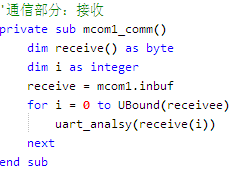 '通信部分：接收
private sub mcom1_comm()
    dim receive() as byte
    dim i as integer
    receive = mcom1.inbuf
    for i = 0 to UBound(receivee)
        uart_analsy(receive(i))
    next
end sub